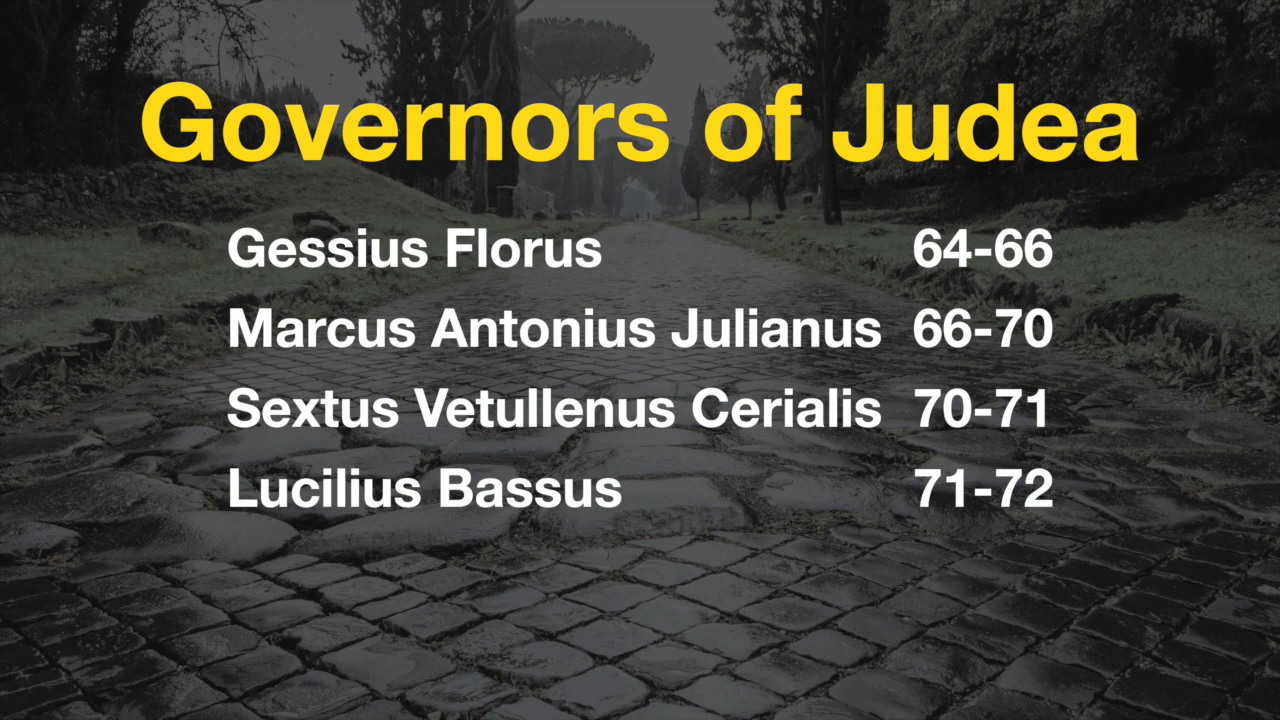 Governors of Judea
Gessius Florus 64-66
Marcus Antonius Julianus 66-70
Sextus Vetullenus Cerialis 70-71
Lucilius Bassus 71-72